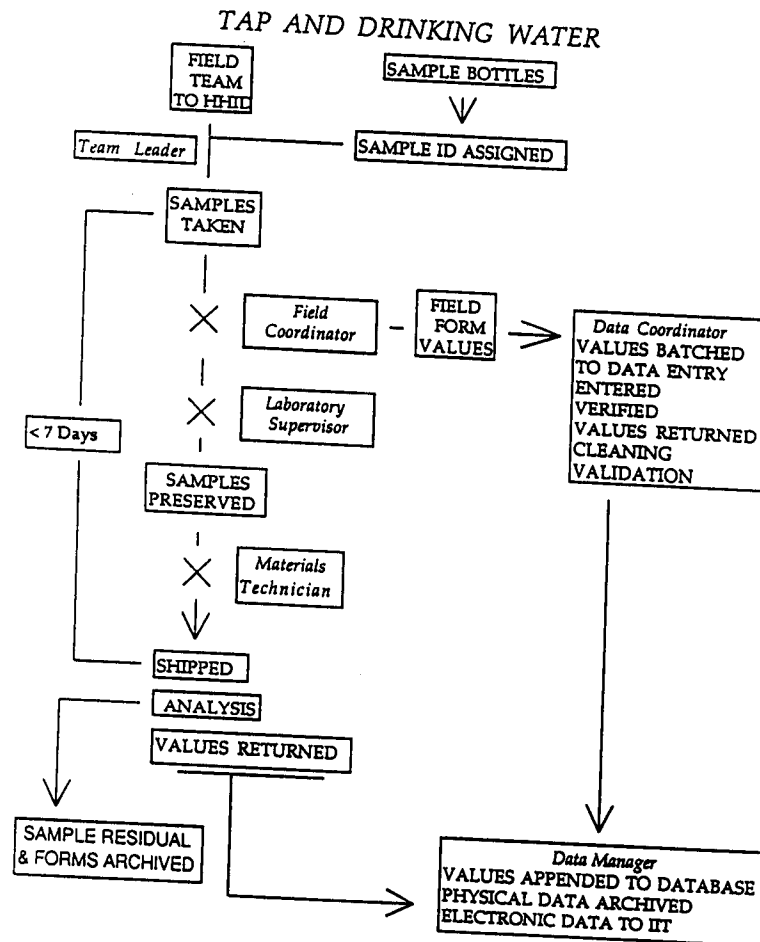 TAP AND DRINKING WATER
FIELD
TEAM
TO HHID
SAMPLE BOTTLES
Team Leader
SAMPLE ID ASSIGNED
SAMPLES
TAKEN
Field
Coordinator
FIELD
FORM
VALUES
Data Coordinator
VALUES BATCHED
TO DATA ENTRY
ENTERED
VERIFIED
VALUES RETURNED
CLEANING
VALIDATION
Laboratory
Supervisor
< 7 Days
SAMPLES
PRESERVED
Materials
Technician
SHIPPED
ANALYSIS
VALUES RETURNED
SAMPLE RESIDUAL
& FORMS ARCHIVED
Data Manager
VALUES APPENDED TO DATABASE
PHYSICAL DATA ARCHIVED
ELECTRONIC DATA TO IIT